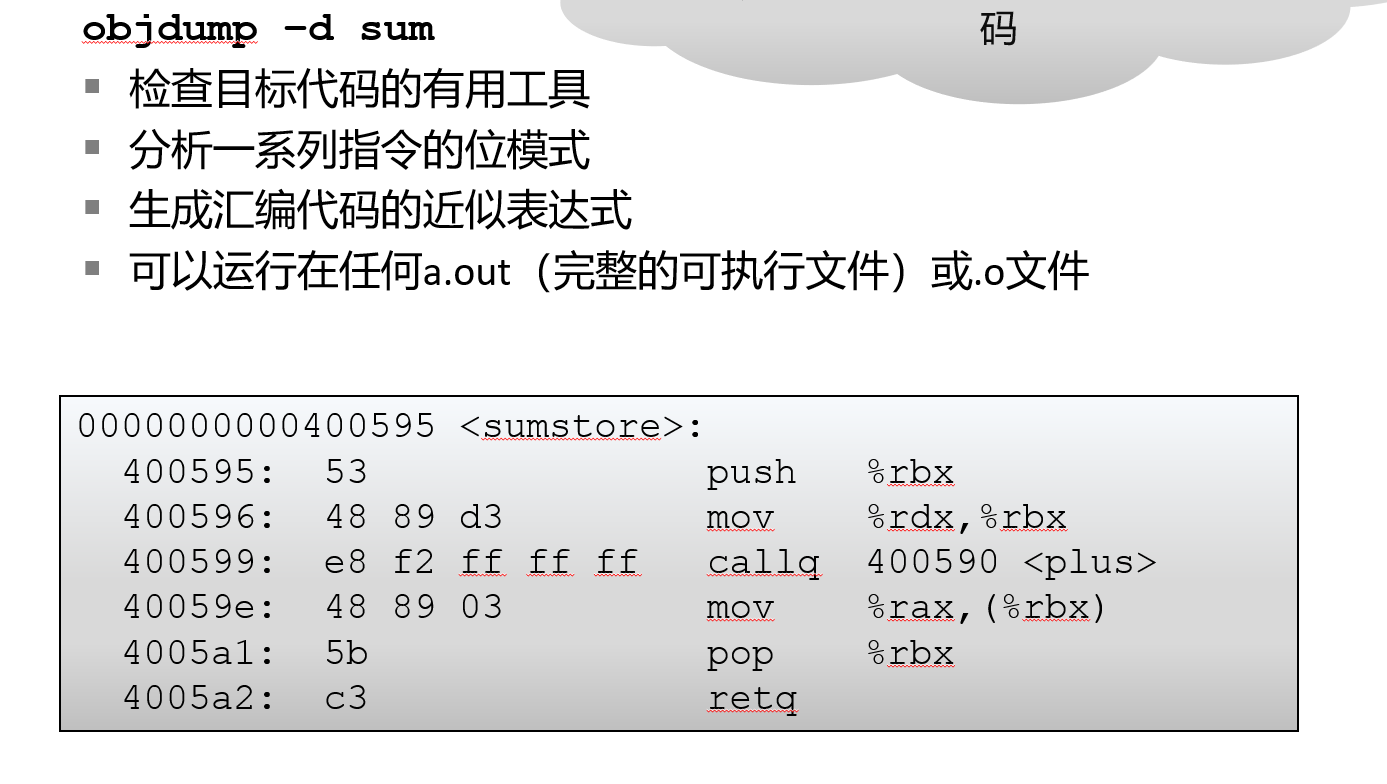 objdump –d sum
码
检查目标代码的有用工具
分析一系列指令的位模式
生成汇编代码的近似表达式
可以运行在任何a.out（完整的可执行文件）或.o文件
0000000000400595 <sumstore>:
400595: 53 push %rbx
400596: 48 89 d3 mov %rdx,%rbx
400599: e8 f2 ff ff ff callq 400590 <plus>
40059e: 48 89 03 mov %rax,(%rbx)
4005a1: 5b pop %rbx
4005a2: c3 retq